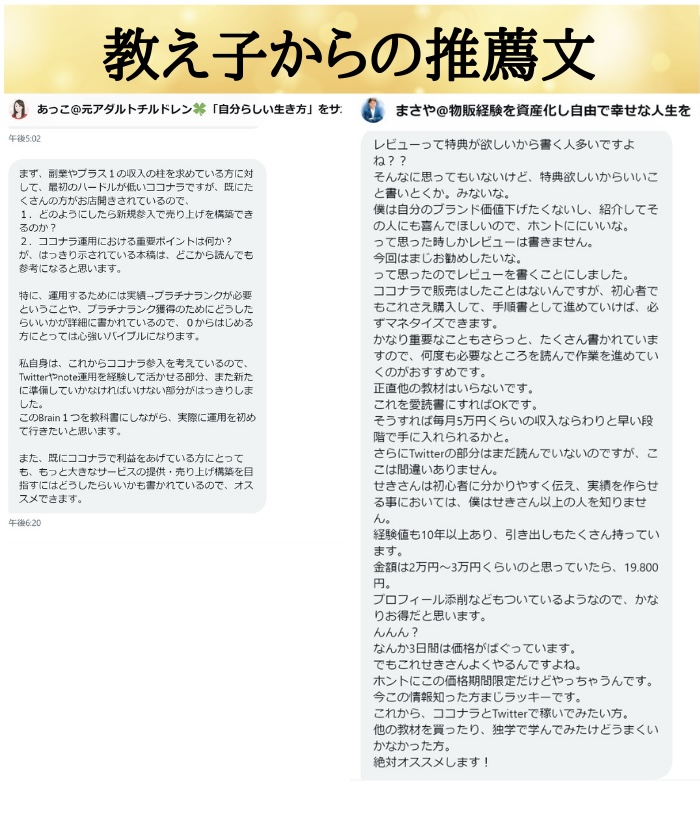 教え子からの推薦文
あっこ@元アダルトチルドレン🍀「自分らしい生き方」をサ
午後5:02
まず、副業やプラス１の収入の柱を求めている方に対
して、最初のハードルが低いココナラですが、既にた
くさんの方がお店開きされているので、
１．どのようにしたら新規参入で売り上げを構築でき
るのか？
２．ココナラ運用における重要ポイントは何か？
が、はっきり示されている本稿は、どこから読んでも
参考になると思います。
特に、運用するためには実績→プラチナランクが必要
ということや、プラチナランク獲得のためにどうした
らいいかが詳細に書かれているので、０からはじめる
方にとっては心強いバイブルになります。
私自身は、これからココナラ参入を考えているので、
Twitterやnote運用を経験して活かせる部分、また新た
に準備していかなければいけない部分がはっきりしま
した。
このBrain１つを教科書にしながら、実際に運用を初め
て行きたいと思います。
また、既にココナラで利益をあげている方にとって
も、もっと大きなサービスの提供・売り上げ構築を目
指すにはどうしたらいいかも書かれているので、オス
スメできます。
午後6:20
まさや@物販経験を資産化し自由で幸せな人生を
レビューって特典が欲しいから書く人多いですよ
ね？？
そんなに思ってもいないけど、特典欲しいからいいこ
と書いとくか。みないな。
僕は自分のブランド価値下げたくないし、紹介してそ
の人にも喜んでほしいので、ホントににいいな。
って思った時しかレビューは書きません。
今回はまじお勧めしたいな。
って思ったのでレビューを書くことにしました。
ココナラで販売はしたことはないんですが、初心者で
もこれさえ購入して、手順書として進めていけば、必
ずマネタイズできます。
かなり重要なこともさらっと、たくさん書かれていま
すので、何度も必要なところを読んで作業を進めてい
くのがおすすめです。
正直他の教材はいらないです。
これを愛読書にすればOKです。
そうすれば毎月5万円くらいの収入ならわりと早い段
階で手に入れられるかと。
さらにTwitterの部分はまだ読んでいないのですが、こ
こは間違いありません。
せきさんは初心者に分かりやすく伝え、実績を作らせ
る事においては、僕はせきさん以上の人を知りませ
ん。
経験値も10年以上あり、引き出しもたくさん持ってい
ます。
金額は2万円〜3万円くらいのと思っていたら、19.800
円。
プロフィール添削などもついているようなので、かな
りお得だと思います。
んんん？
なんか3日間は価格がばぐっています。
でもこれせきさんよくやるんですよね。
ホントにこの価格期間限定だけどやっちゃうんです。
今この情報知った方まじラッキーです。
これから、ココナラとTwitterで稼いでみたい方。
他の教材を買ったり、独学で学んでみたけどうまくい
かなかった方。
絶対オススメします！